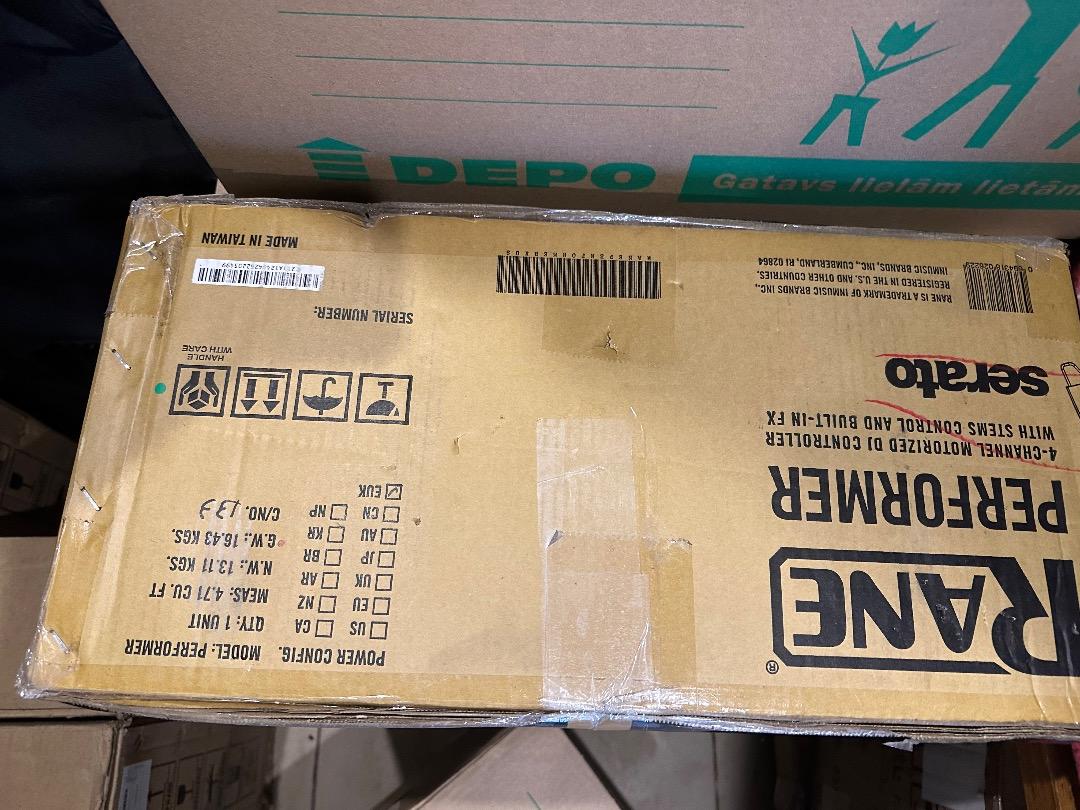 DEPO
Gatavs lielām lietām
RANE®
PERFORMER
4-CHANNEL MOTORIZED DJ CONTROLLER
WITH STEMS CONTROL AND BUILT-IN FX
serato
RANE IS A TRADEMARK OF INMUSIC BRANDS INC.,
REGISTERED IN THE U.S. AND OTHER COUNTRIES.
INMUSIC BRANDS, INC., CUMBERLAND, RI 02864
POWER CONFIG.
US
CA
EU
NZ
UK
AR
JP
BR
AU
KR
CN
NP
EUK
MODEL: PERFORMER
QTY: 1 UNIT
MEAS: 4.71 CU. FT
N.W.: 13.11 KGS.
G.W.: 16.43 KGS.
C/NO. 133
HANDLE
WITH CARE
SERIAL NUMBER:
MADE IN TAIWAN